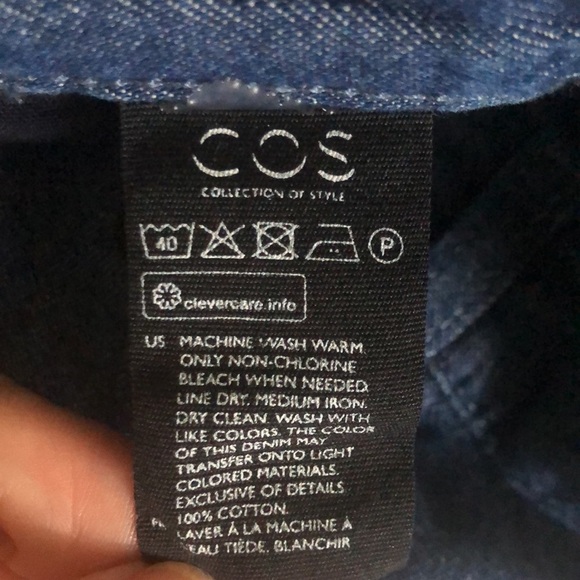 COS
COLLECTION OF STYLE
40 P
clevercare.info
US MACHINE WASH WARM.
ONLY NON-CHLORINE
BLEACH WHEN NEEDED.
LINE DRY. MEDIUM IRON.
DRY CLEAN. WASH WITH
LIKE COLORS. THE COLOR
OF THIS DENIM MAY
TRANSFER ONTO LIGHT
COLORED MATERIALS.
EXCLUSIVE OF DETAILS
100% COTTON.
LAVER À LA MACHINE À
EAU TIÈDE. BLANCHIR